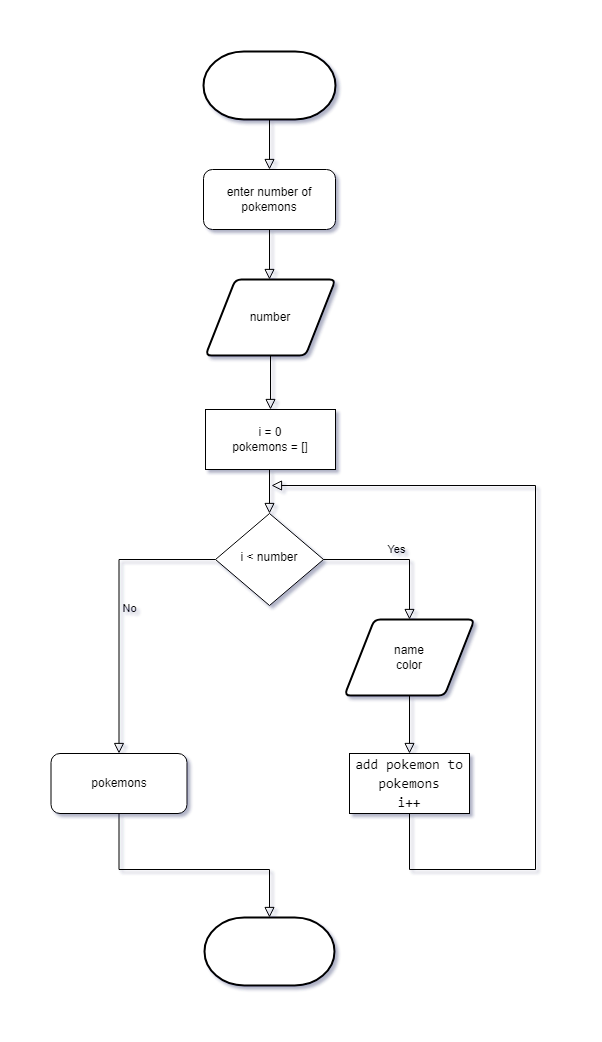 enter number of
pokemons
number
i = 0
pokemons = []
i < number
Yes
No
name
color
add pokemon to
pokemons
i++
pokemons